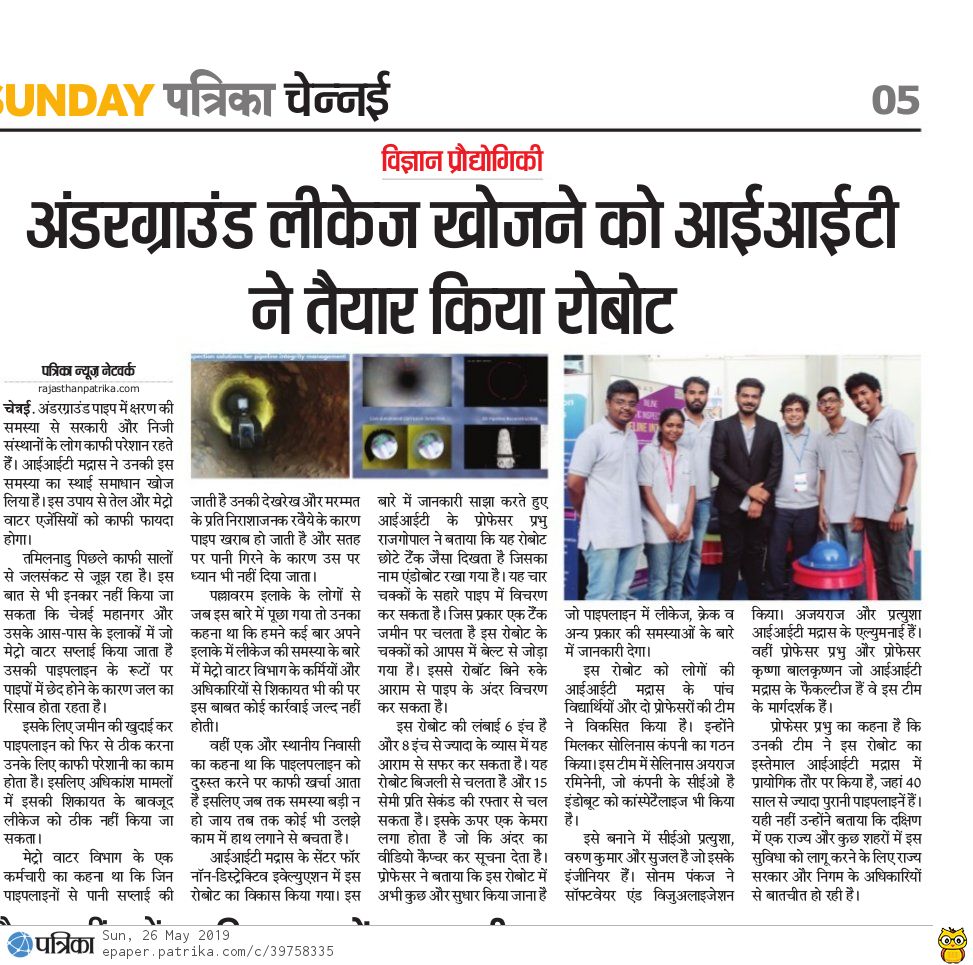 SUNDAY पत्रिका चेन्नई
05
विज्ञान प्रौद्योगिकी
अंडरग्राउंड लीकेज खोजने को आईआईटी
ने तैयार किया रोबोट
पत्रिका न्यूज़ नेटवर्क
rajasthanpatrika.com
चेन्नई. अंडरग्राउंड पाइप में क्षरण की
समस्या से सरकारी और निजी
संस्थानों के लोग काफी परेशान रहते
हैं। आईआईटी मद्रास ने उनकी इस
समस्या का स्थाई समाधान खोज
लिया है। इस उपाय से तेल और मेट्रो
वाटर एजेंसियों को काफी फायदा
होगा।
तमिलनाडु पिछले काफी सालों
से जलसंकट से जूझ रहा है। इस
बात से भी इनकार नहीं किया जा
सकता कि चेन्नई महानगर और
उसके आस-पास के इलाकों में जो
मेट्रो वाटर सप्लाई किया जाता है
उसकी पाइपलाइन के रूटों पर
पाइपों में छेद होने के कारण जल का
रिसाव होता रहता है।
इसके लिए जमीन की खुदाई कर
पाइपलाइन को फिर से ठीक करना
उनके लिए काफी परेशानी का काम
होता है। इसलिए अधिकांश मामलों
में इसकी शिकायत के बावजूद
लीकेज को ठीक नहीं किया जा
सकता।
मेट्रो वाटर विभाग के एक
कर्मचारी का कहना था कि जिन
पाइपलाइनों से पानी सप्लाई की
spection solutions for pipeline integrity management
जाती है उनकी देखरेख और मरम्मत
के प्रति निराशाजनक रवैये के कारण
पाइप खराब हो जाती है और सतह
पर पानी गिरने के कारण उस पर
ध्यान भी नहीं दिया जाता।
पल्लावरम इलाके के लोगों से
जब इस बारे में पूछा गया तो उनका
कहना था कि हमने कई बार अपने
इलाके में लीकेज की समस्या के बारे
में मेट्रो वाटर विभाग के कर्मियों और
अधिकारियों से शिकायत भी की पर
इस बाबत कोई कार्रवाई जल्द नहीं
होती।
वहीं एक और स्थानीय निवासी
का कहना था कि पाइलपलाइन को
दुरुस्त करने पर काफी खर्चा आता
है इसलिए जब तक समस्या बड़ी न
हो जाय तब तक कोई भी उलझे
काम में हाथ लगाने से बचता है।
आईआईटी मद्रास के सेंटर फॉर
नॉन-डिस्ट्रेक्टिव इवेल्युएशन में इस
रोबोट का विकास किया गया। इस
बारे में जानकारी साझा करते हुए
आईआईटी के प्रोफेसर प्रभु
राजगोपाल ने बताया कि यह रोबोट
छोटे टैंक जैसा दिखता है जिसका
नाम एंडोबोट रखा गया है। यह चार
चक्कों के सहारे पाइप में विचरण
कर सकता है। जिस प्रकार एक टैंक
जमीन पर चलता है इस रोबोट के
चक्कों को आपस में बेल्ट से जोड़ा
गया है। इससे रोबॉट बिने रुके
आराम से पाइप के अंदर विचरण
कर सकता है।
इस रोबोट की लंबाई 6 इंच है
और 8 इंच से ज्यादा के व्यास में यह
आराम से सफर कर सकता है। यह
रोबोट बिजली से चलता है और 15
सेमी प्रति सेकंड की रफ्तार से चल
सकता है। इसके ऊपर एक केमरा
लगा होता है जो कि अंदर का
वीडियो कैप्चर कर सूचना देता है।
प्रोफेसर ने बताया कि इस रोबोट में
अभी कुछ और सुधार किया जाना है
जो पाइपलाइन में लीकेज, क्रेक व
अन्य प्रकार की समस्याओं के बारे
में जानकारी देगा।
इस रोबोट को लोगों की
आईआईटी मद्रास के पांच
विद्यार्थियों और दो प्रोफेसरों की टीम
ने विकसित किया है। इन्होंने
मिलकर सोलिनास कंपनी का गठन
किया। इस टीम में सेलिनास अयराज
रमिनेनी, जो कंपनी के सीईओ है
इंडोबूट को कांस्पेटैलाइज भी किया
है।
इसे बनाने में सीईओ प्रत्युशा,
वरुण कुमार और सुजल है जो इसके
इंजीनियर हैं। सोनम पंकज ने
सॉफ्टवेयर एंड विजुअलाइजेशन
किया। अजयराज और प्रत्युशा
आईआईटी मद्रास के एल्युमनाई हैं।
वहीं प्रोफेसर प्रभु और प्रोफेसर
कृष्णा बालकृष्णन जो आईआईटी
मद्रास के फैकल्टीज हैं वे इस टीम
के मार्गदर्शक हैं।
प्रोफेसर प्रभु का कहना है कि
उनकी टीम ने इस रोबोट का
इस्तेमाल आईआईटी मद्रास में
प्रायोगिक तौर पर किया है, जहां 40
साल से ज्यादा पुरानी पाइपलाइनें हैं।
यही नहीं उन्होंने बताया कि दक्षिण
में एक राज्य और कुछ शहरों में इस
सुविधा को लागू करने के लिए राज्य
सरकार और निगम के अधिकारियों
से बातचीत हो रही है।
पत्रिका
Sun, 26 May 2019
epaper.patrika.com/c/39758335